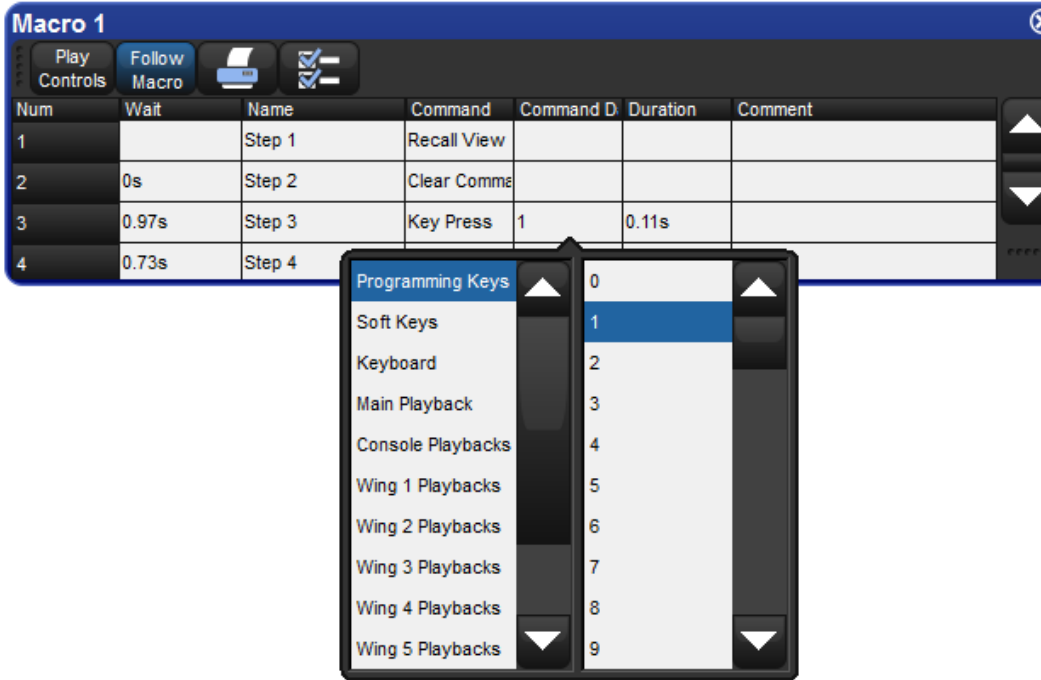 Macro 1
Play Controls
Follow Macro
Num Wait Name Command Command D Duration Comment
1 Step 1 Recall View
2 0s Step 2 Clear Comma
3 0.97s Step 3 Key Press 1 0.11s
4 0.73s Step 4
Programming Keys 0
Soft Keys 1
Keyboard 2
Main Playback 3
Console Playbacks 4
Wing 1 Playbacks 5
Wing 2 Playbacks 6
Wing 3 Playbacks 7
Wing 4 Playbacks 8
Wing 5 Playbacks 9